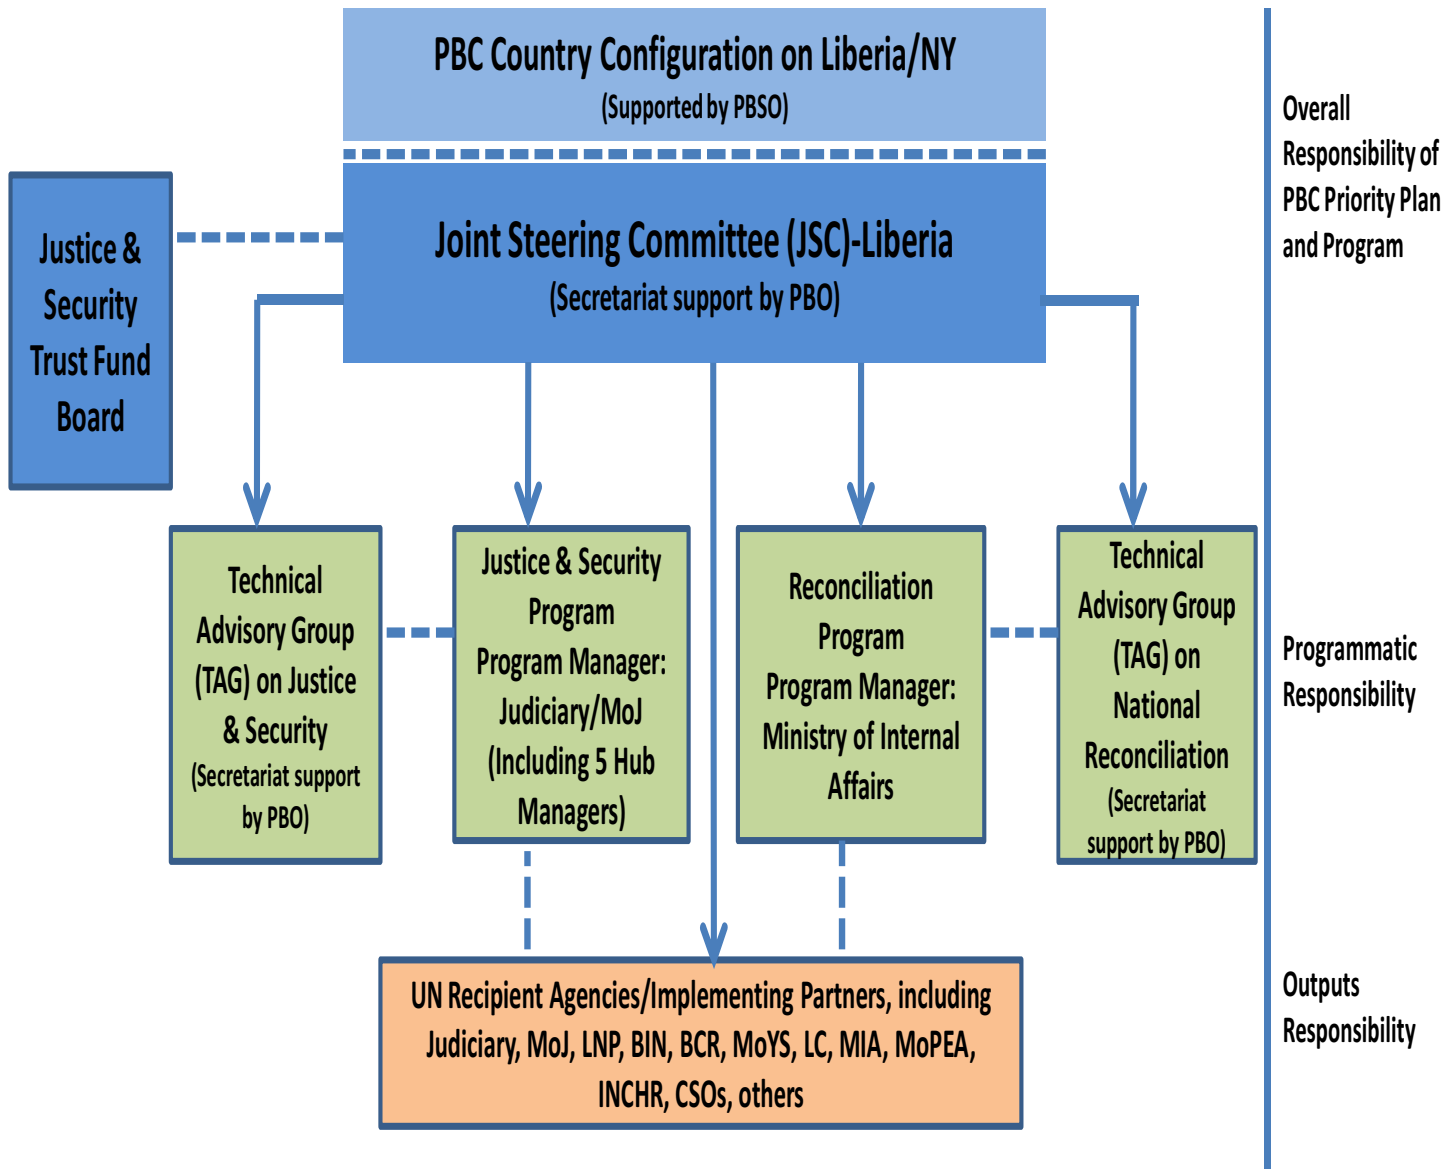 PBC Country Configuration on Liberia/NY
(Supported by PBSO)
Overall
Responsibility of
PBC Priority Plan
and Program
Justice &
Security
Trust Fund
Board
Joint Steering Committee (JSC)-Liberia
(Secretariat support by PBO)
Technical
Advisory Group
(TAG) on Justice
& Security
(Secretariat support
by PBO)
Justice & Security
Program
Program Manager:
Judiciary/MoJ
(Including 5 Hub
Managers)
Reconciliation
Program
Program Manager:
Ministry of Internal
Affairs
Technical
Advisory Group
(TAG) on
National
Reconciliation
(Secretariat
support by PBO)
Programmatic
Responsibility
UN Recipient Agencies/Implementing Partners, including
Judiciary, MoJ, LNP, BIN, BCR, MoYS, LC, MIA, MoPEA,
INCHR, CSOs, others
Outputs
Responsibility